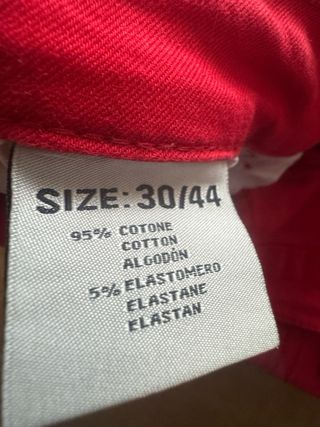 SIZE: 30/44
95% COTONE
COTTON
ALGODÓN
5% ELASTOMERO
ELASTANE
ELASTAN